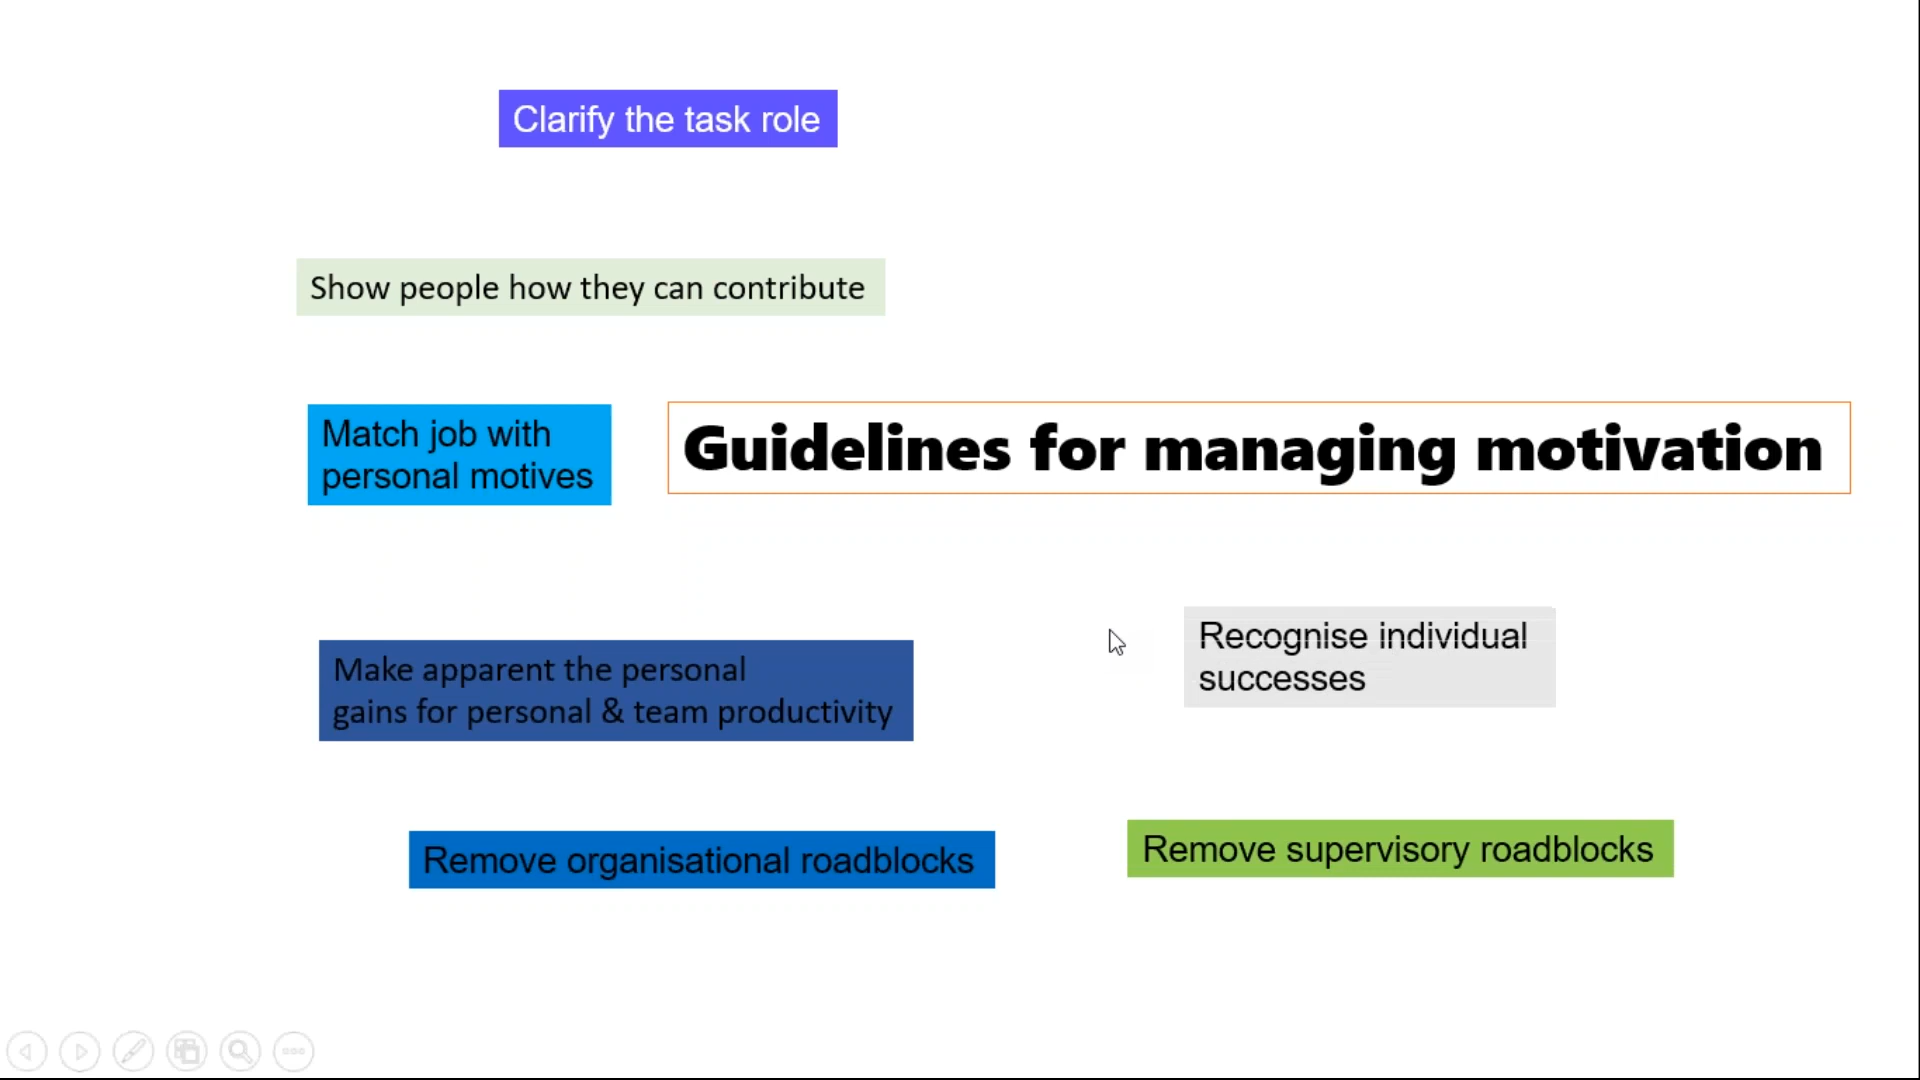 Clarify the task role
Show people how they can contribute
Match job with
personal motives
Guidelines for managing motivation
Make apparent the personal
gains for personal & team productivity
Recognise individual
successes
Remove organisational roadblocks
Remove supervisory roadblocks